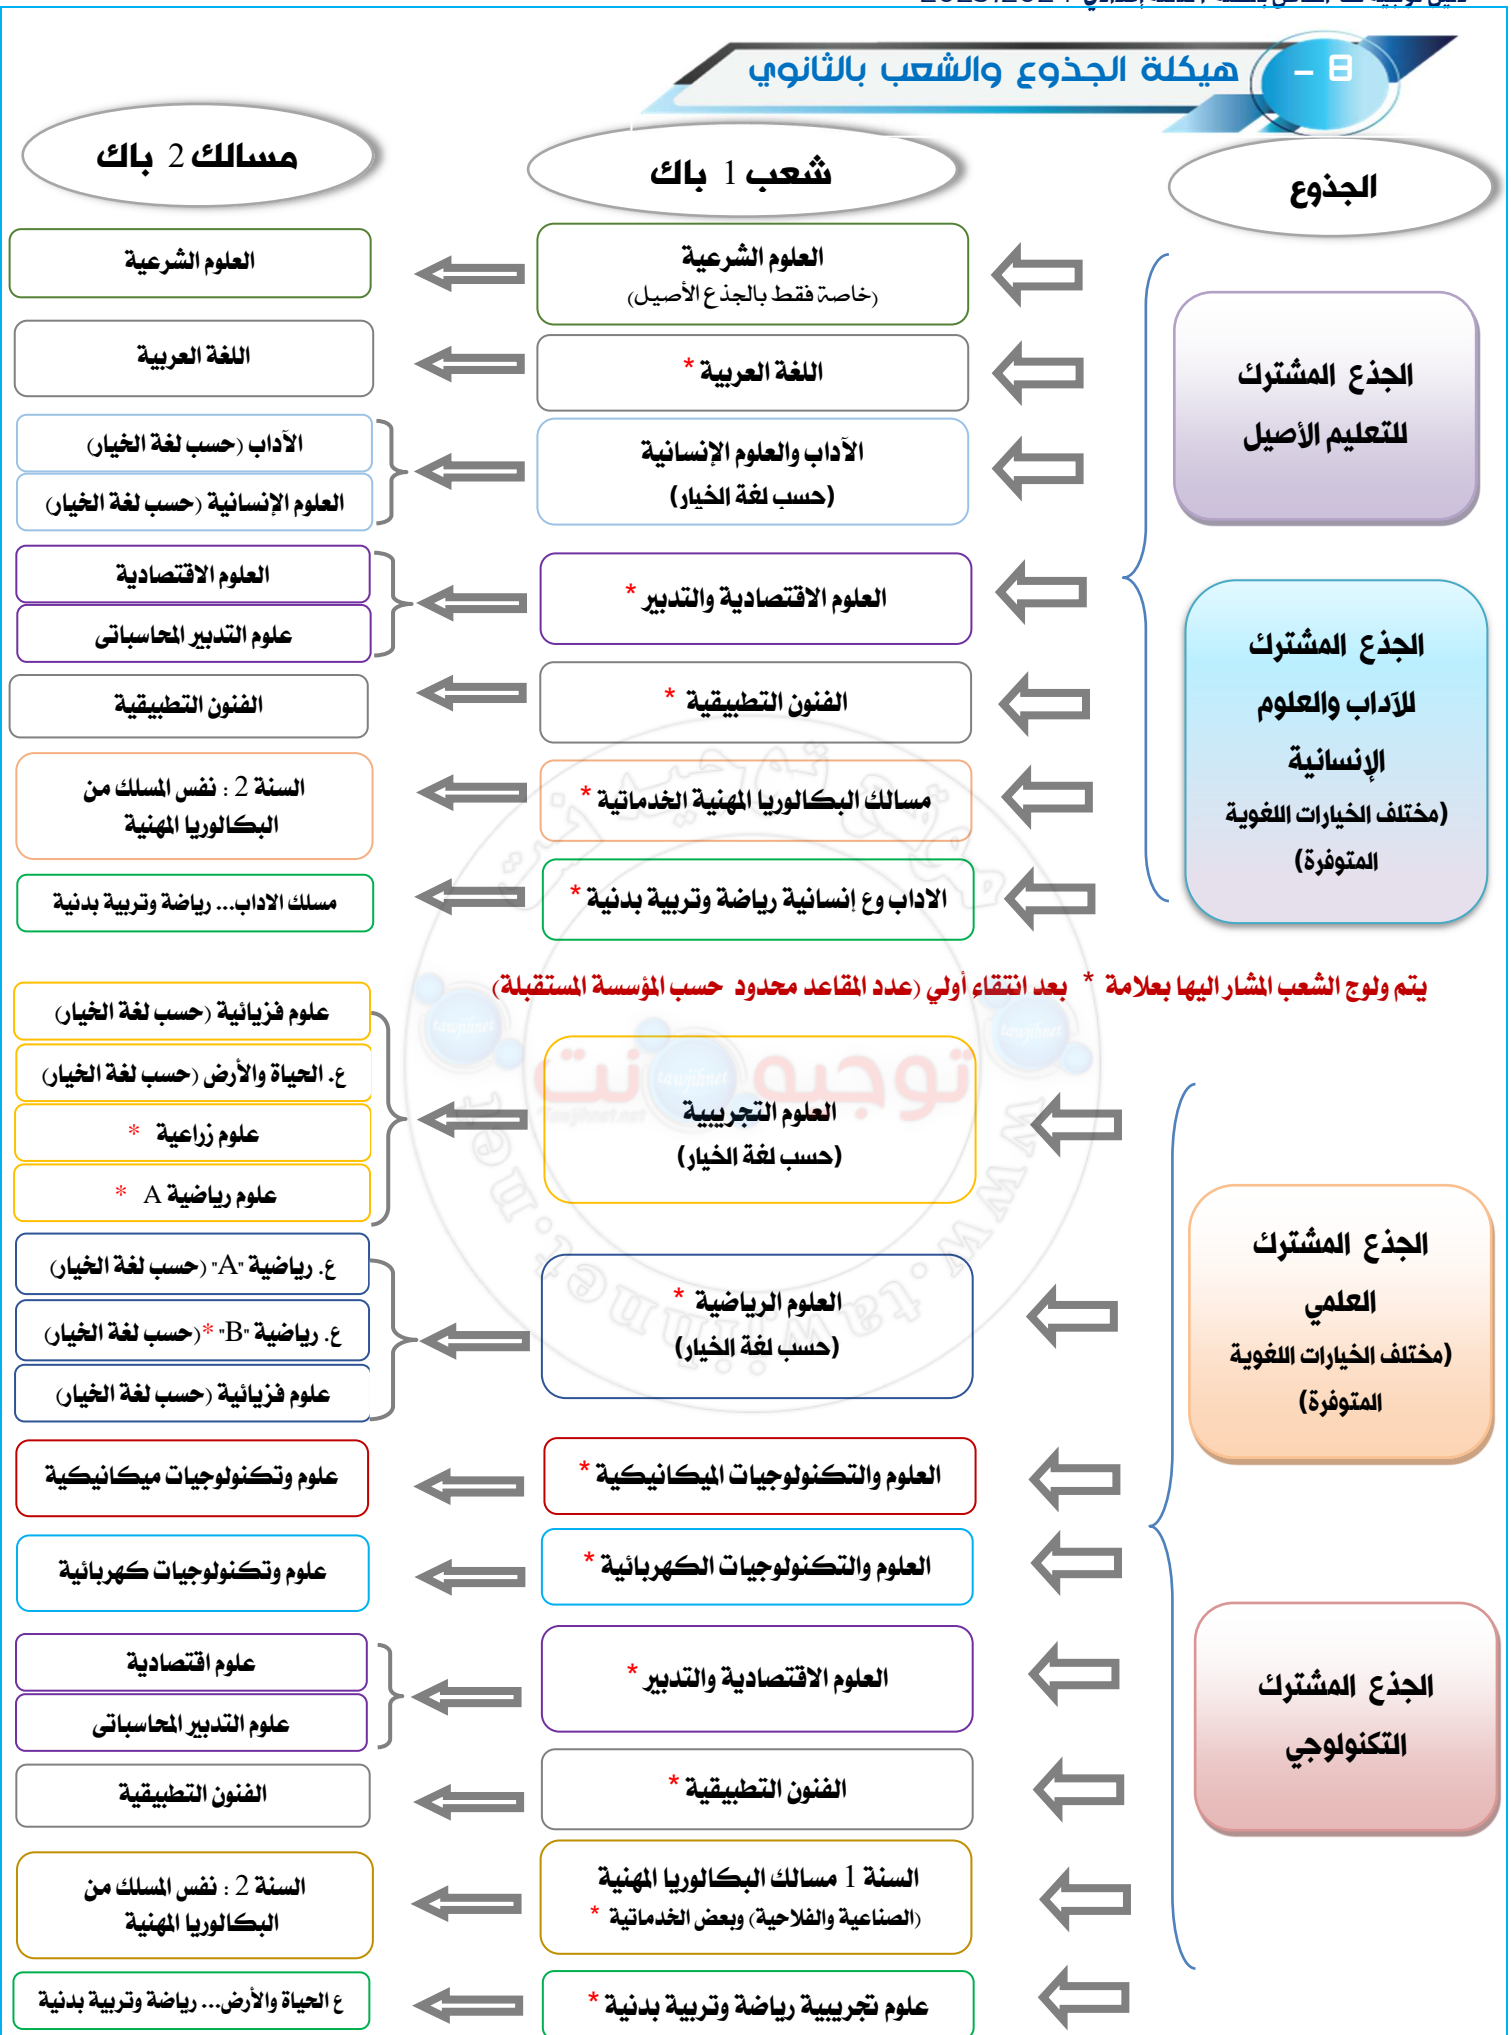 8 -
هيكلة الجذوع والشعب بالثانوي
الجذوع
شعب 1 باك
مسالك 2 باك
الجذع المشترك
للتعليم الأصيل
الجذع المشترك
للآداب والعلوم
الإنسانية
(مختلف الخيارات اللغوية
المتوفرة)
العلوم الشرعية
(خاصة فقط بالجذع الأصيل)
العلوم الشرعية
اللغة العربية *
اللغة العربية
الآداب والعلوم الإنسانية
(حسب لغة الخيار)
الآداب (حسب لغة الخيار)
العلوم الإنسانية (حسب لغة الخيار)
العلوم الاقتصادية والتدبير *
العلوم الاقتصادية
علوم التدبير المحاسباتي
الفنون التطبيقية *
الفنون التطبيقية
مسالك البكالوريا المهنية الخدماتية *
السنة 2 : نفس المسلك من
البكالوريا المهنية
الاداب وع إنسانية رياضة وتربية بدنية *
مسلك الاداب... رياضة وتربية بدنية
يتم ولوج الشعب المشار اليها بعلامة * بعد انتقاء أولي (عدد المقاعد محدود حسب المؤسسة المستقبلة)
الجذع المشترك
العلمي
(مختلف الخيارات اللغوية
المتوفرة)
الجذع المشترك
التكنولوجي
العلوم التجريبية
(حسب لغة الخيار)
علوم فزيائية (حسب لغة الخيار)
ع. الحياة والأرض (حسب لغة الخيار)
علوم زراعية *
علوم رياضية A *
العلوم الرياضية *
(حسب لغة الخيار)
ع. رياضية "A" (حسب لغة الخيار)
ع. رياضية "B" *(حسب لغة الخيار)
علوم فزيائية (حسب لغة الخيار)
العلوم والتكنولوجيات الميكانيكية *
علوم وتكنولوجيات ميكانيكية
العلوم والتكنولوجيات الكهربائية *
علوم وتكنولوجيات كهربائية
العلوم الاقتصادية والتدبير *
علوم اقتصادية
علوم التدبير المحاسباتي
الفنون التطبيقية *
الفنون التطبيقية
السنة 1 مسالك البكالوريا المهنية
(الصناعية والفلاحية) وبعض الخدماتية *
السنة 2 : نفس المسلك من
البكالوريا المهنية
علوم تجريبية رياضة وتربية بدنية *
ع الحياة والأرض... رياضة وتربية بدنية
موقع توجيه نت
توجيه نت
www.tawjihnet.net